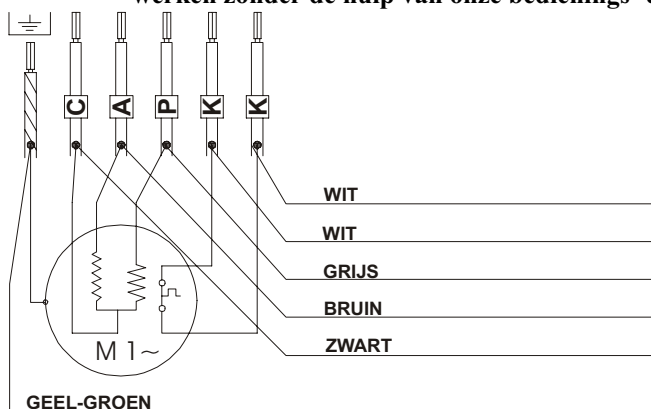 werken zonder de hulp van onze bedienings-
C A P K K
WIT
WIT
GRIJS
BRUIN
ZWART
M 1~
GEEL-GROEN